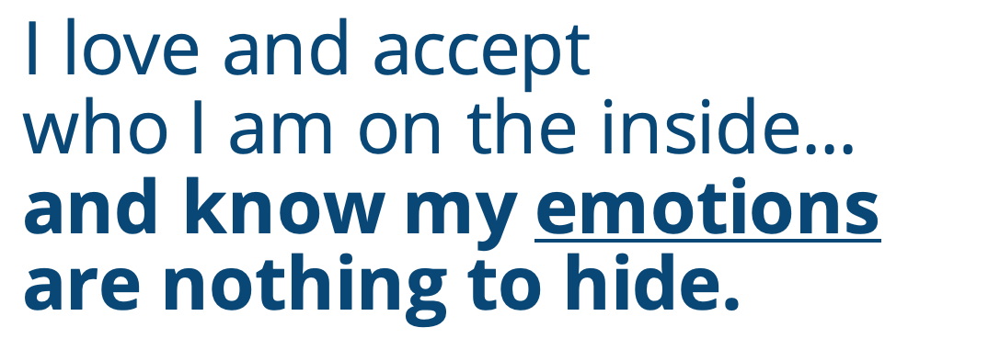 I love and accept
who I am on the inside...
and know my emotions
are nothing to hide.